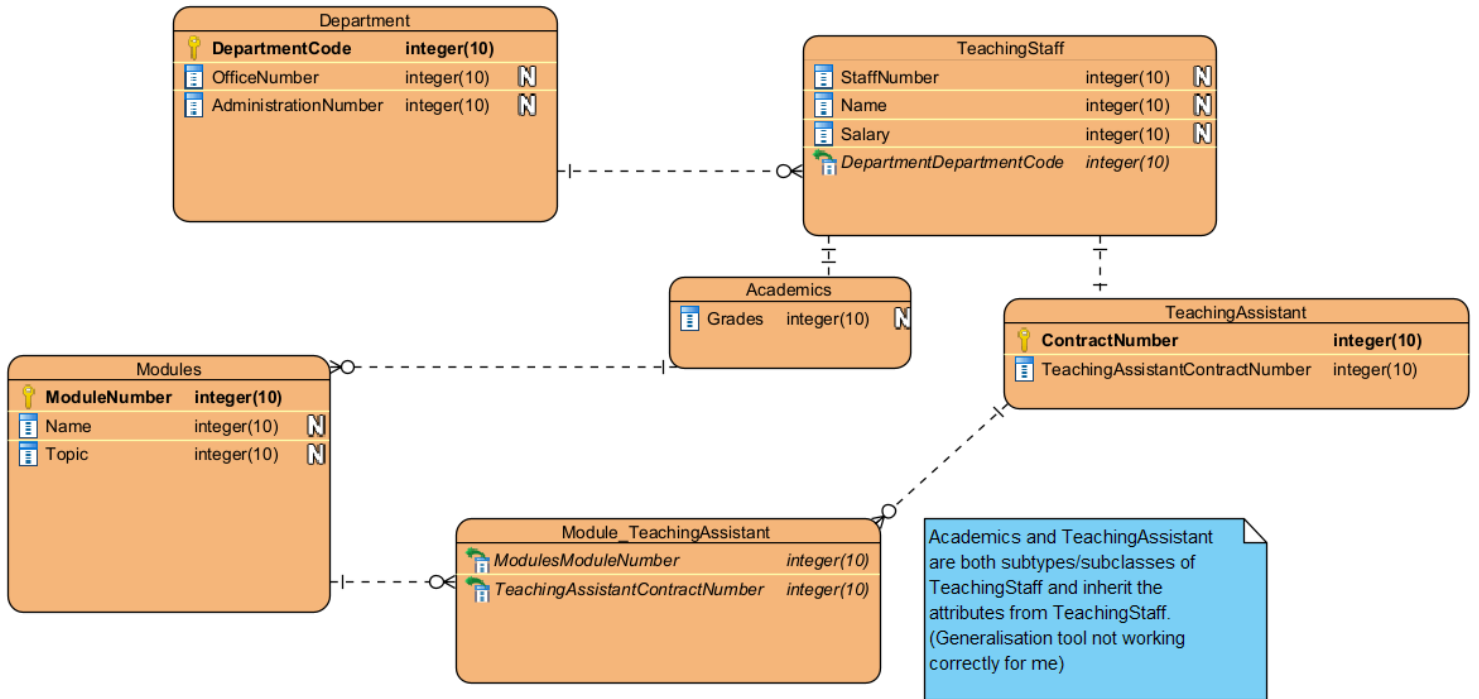 Department
DepartmentCode integer(10)
OfficeNumber integer(10) N
AdministrationNumber integer(10) N
TeachingStaff
StaffNumber integer(10) N
Name integer(10) N
Salary integer(10) N
DepartmentDepartmentCode integer(10)
Academics
Grades integer(10) N
TeachingAssistant
ContractNumber integer(10)
TeachingAssistantContractNumber integer(10)
Modules
ModuleNumber integer(10)
Name integer(10) N
Topic integer(10) N
Module_TeachingAssistant
ModulesModuleNumber integer(10)
TeachingAssistantContractNumber integer(10)
Academics and TeachingAssistant
are both subtypes/subclasses of
TeachingStaff and inherit the
attributes from TeachingStaff.
(Generalisation tool not working
correctly for me)